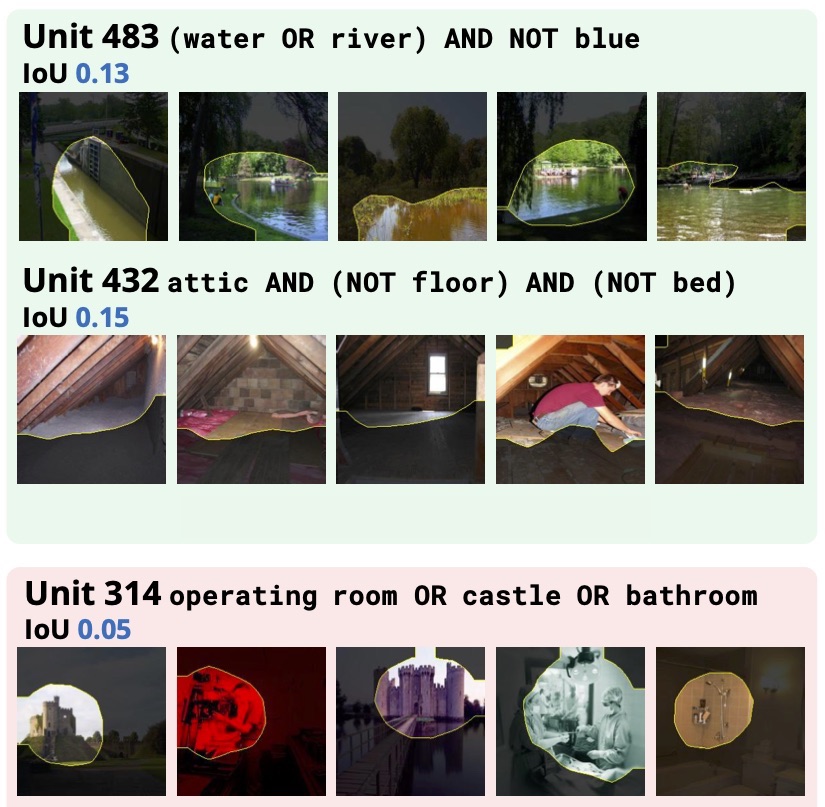 Unit 483 (water OR river) AND NOT blue
IoU 0.13
Unit 432 attic AND (NOT floor) AND (NOT bed)
IoU 0.15
Unit 314 operating room OR castle OR bathroom
IoU 0.05